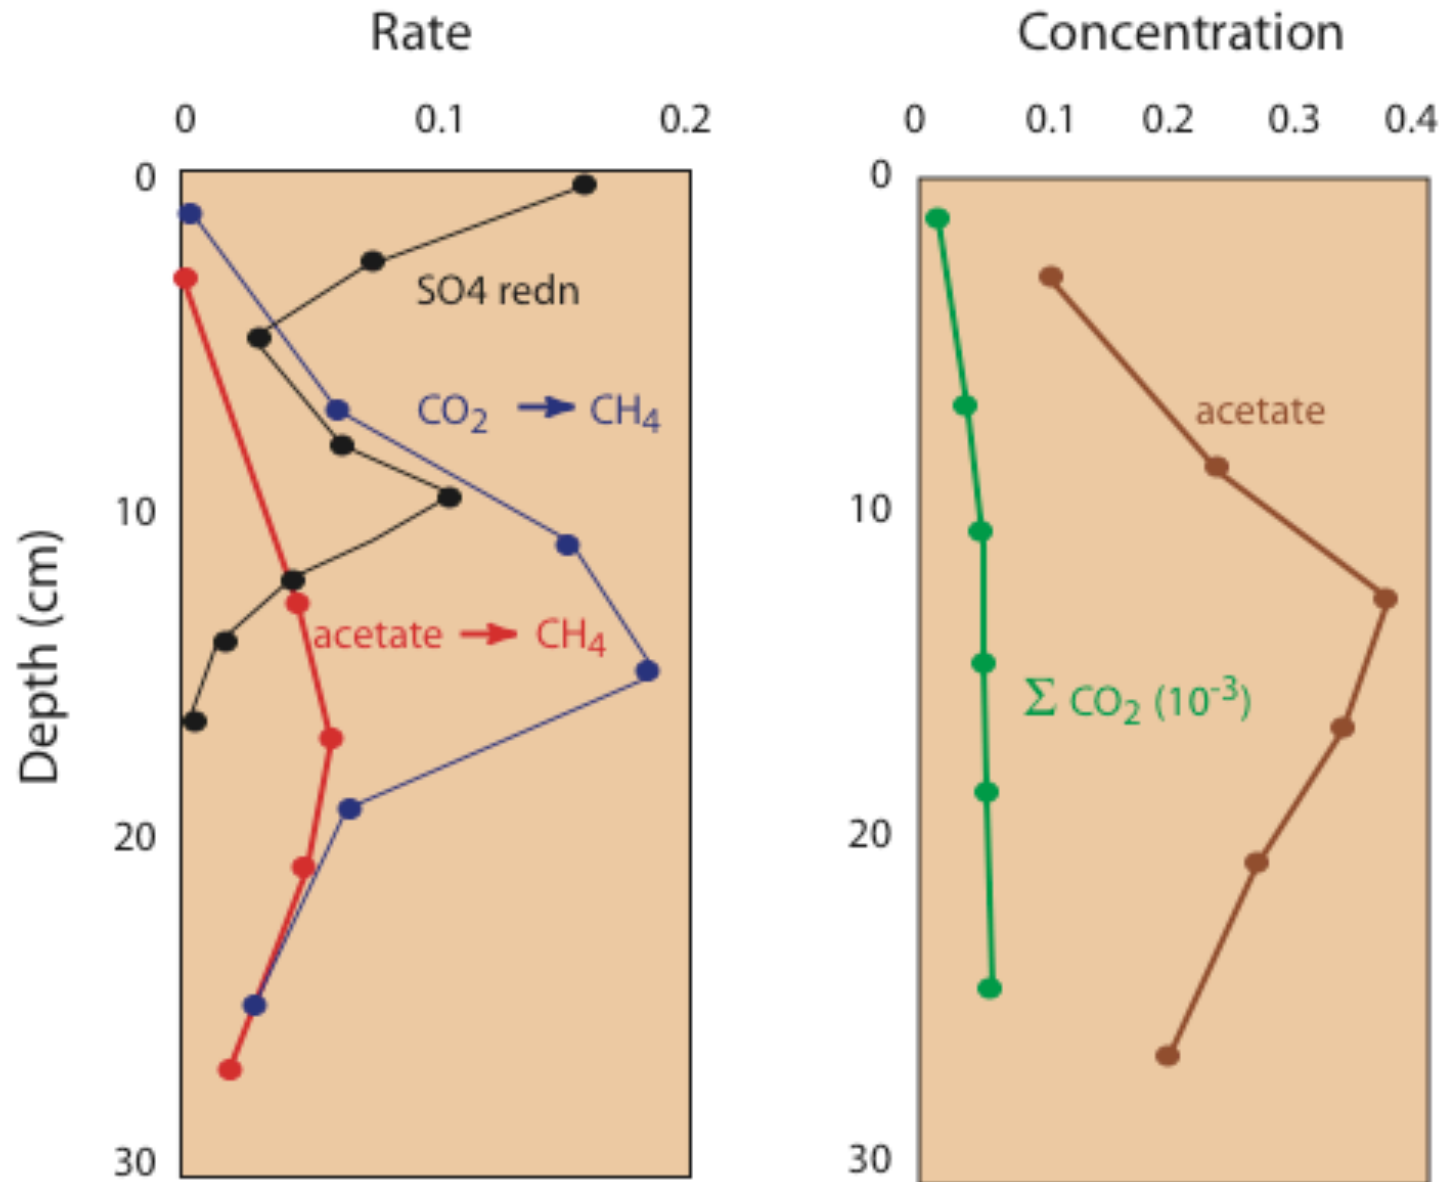 Rate
0 0.1 0.2
0
10
20
30
Depth (cm)
SO4 redn
CO₂ → CH₄
acetate → CH₄
Concentration
0 0.1 0.2 0.3 0.4
0
10
20
30
acetate
Σ CO₂ (10⁻³)